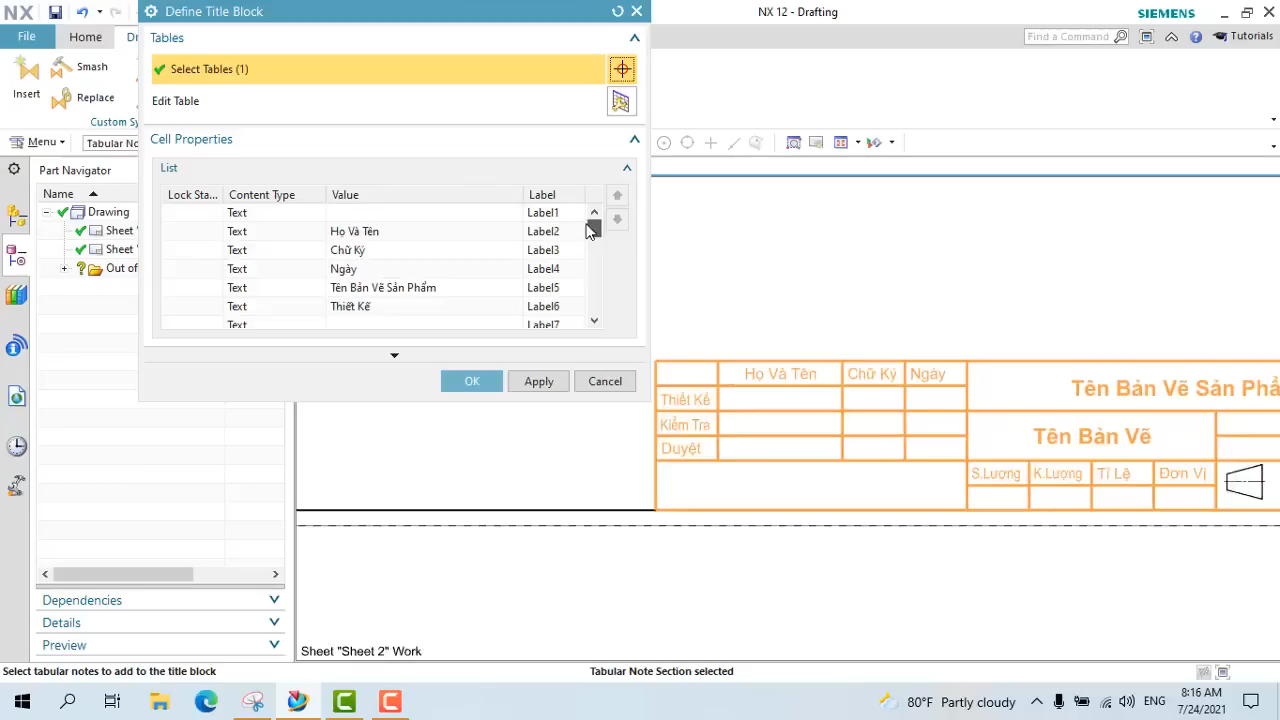 NX
Define Title Block
NX 12 - Drafting
SIEMENS
File
Home
Find a Command
Tutorials
Insert
Smash
Replace
Custom Sy
Menu
Tabular No
Tables
Select Tables (1)
Edit Table
Cell Properties
List
Lock Sta... Content Type Value Label
Text Label1
Text Họ Và Tên Label2
Text Chữ Ký Label3
Text Ngày Label4
Text Tên Bản Vẽ Sản Phẩm Label5
Text Thiết Kế Label6
Text Label7
OK Apply Cancel
Part Navigator
Name
Drawing
Sheet
Sheet
Out of
Dependencies
Details
Preview
Họ Và Tên Chữ Ký Ngày
Thiết Kế
Kiểm Tra
Duyệt
Tên Bản Vẽ Sản Phẩ
Tên Bản Vẽ
S.Lượng K.Lượng Tỉ Lệ Đơn Vị
Sheet "Sheet 2" Work
Select tabular notes to add to the title block
Tabular Note Section selected
80°F Partly cloudy
ENG
8:16 AM
7/24/2021